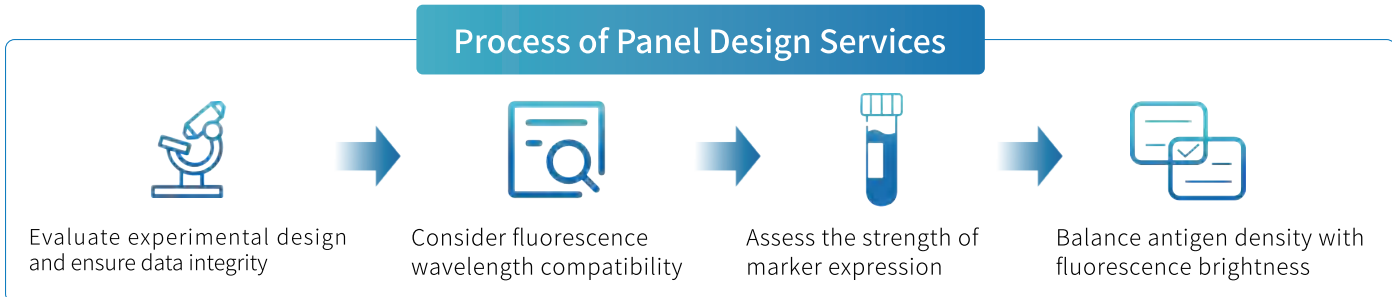 Process of Panel Design Services
Evaluate experimental design
and ensure data integrity
Consider fluorescence
wavelength compatibility
Assess the strength of
marker expression
Balance antigen density with
fluorescence brightness